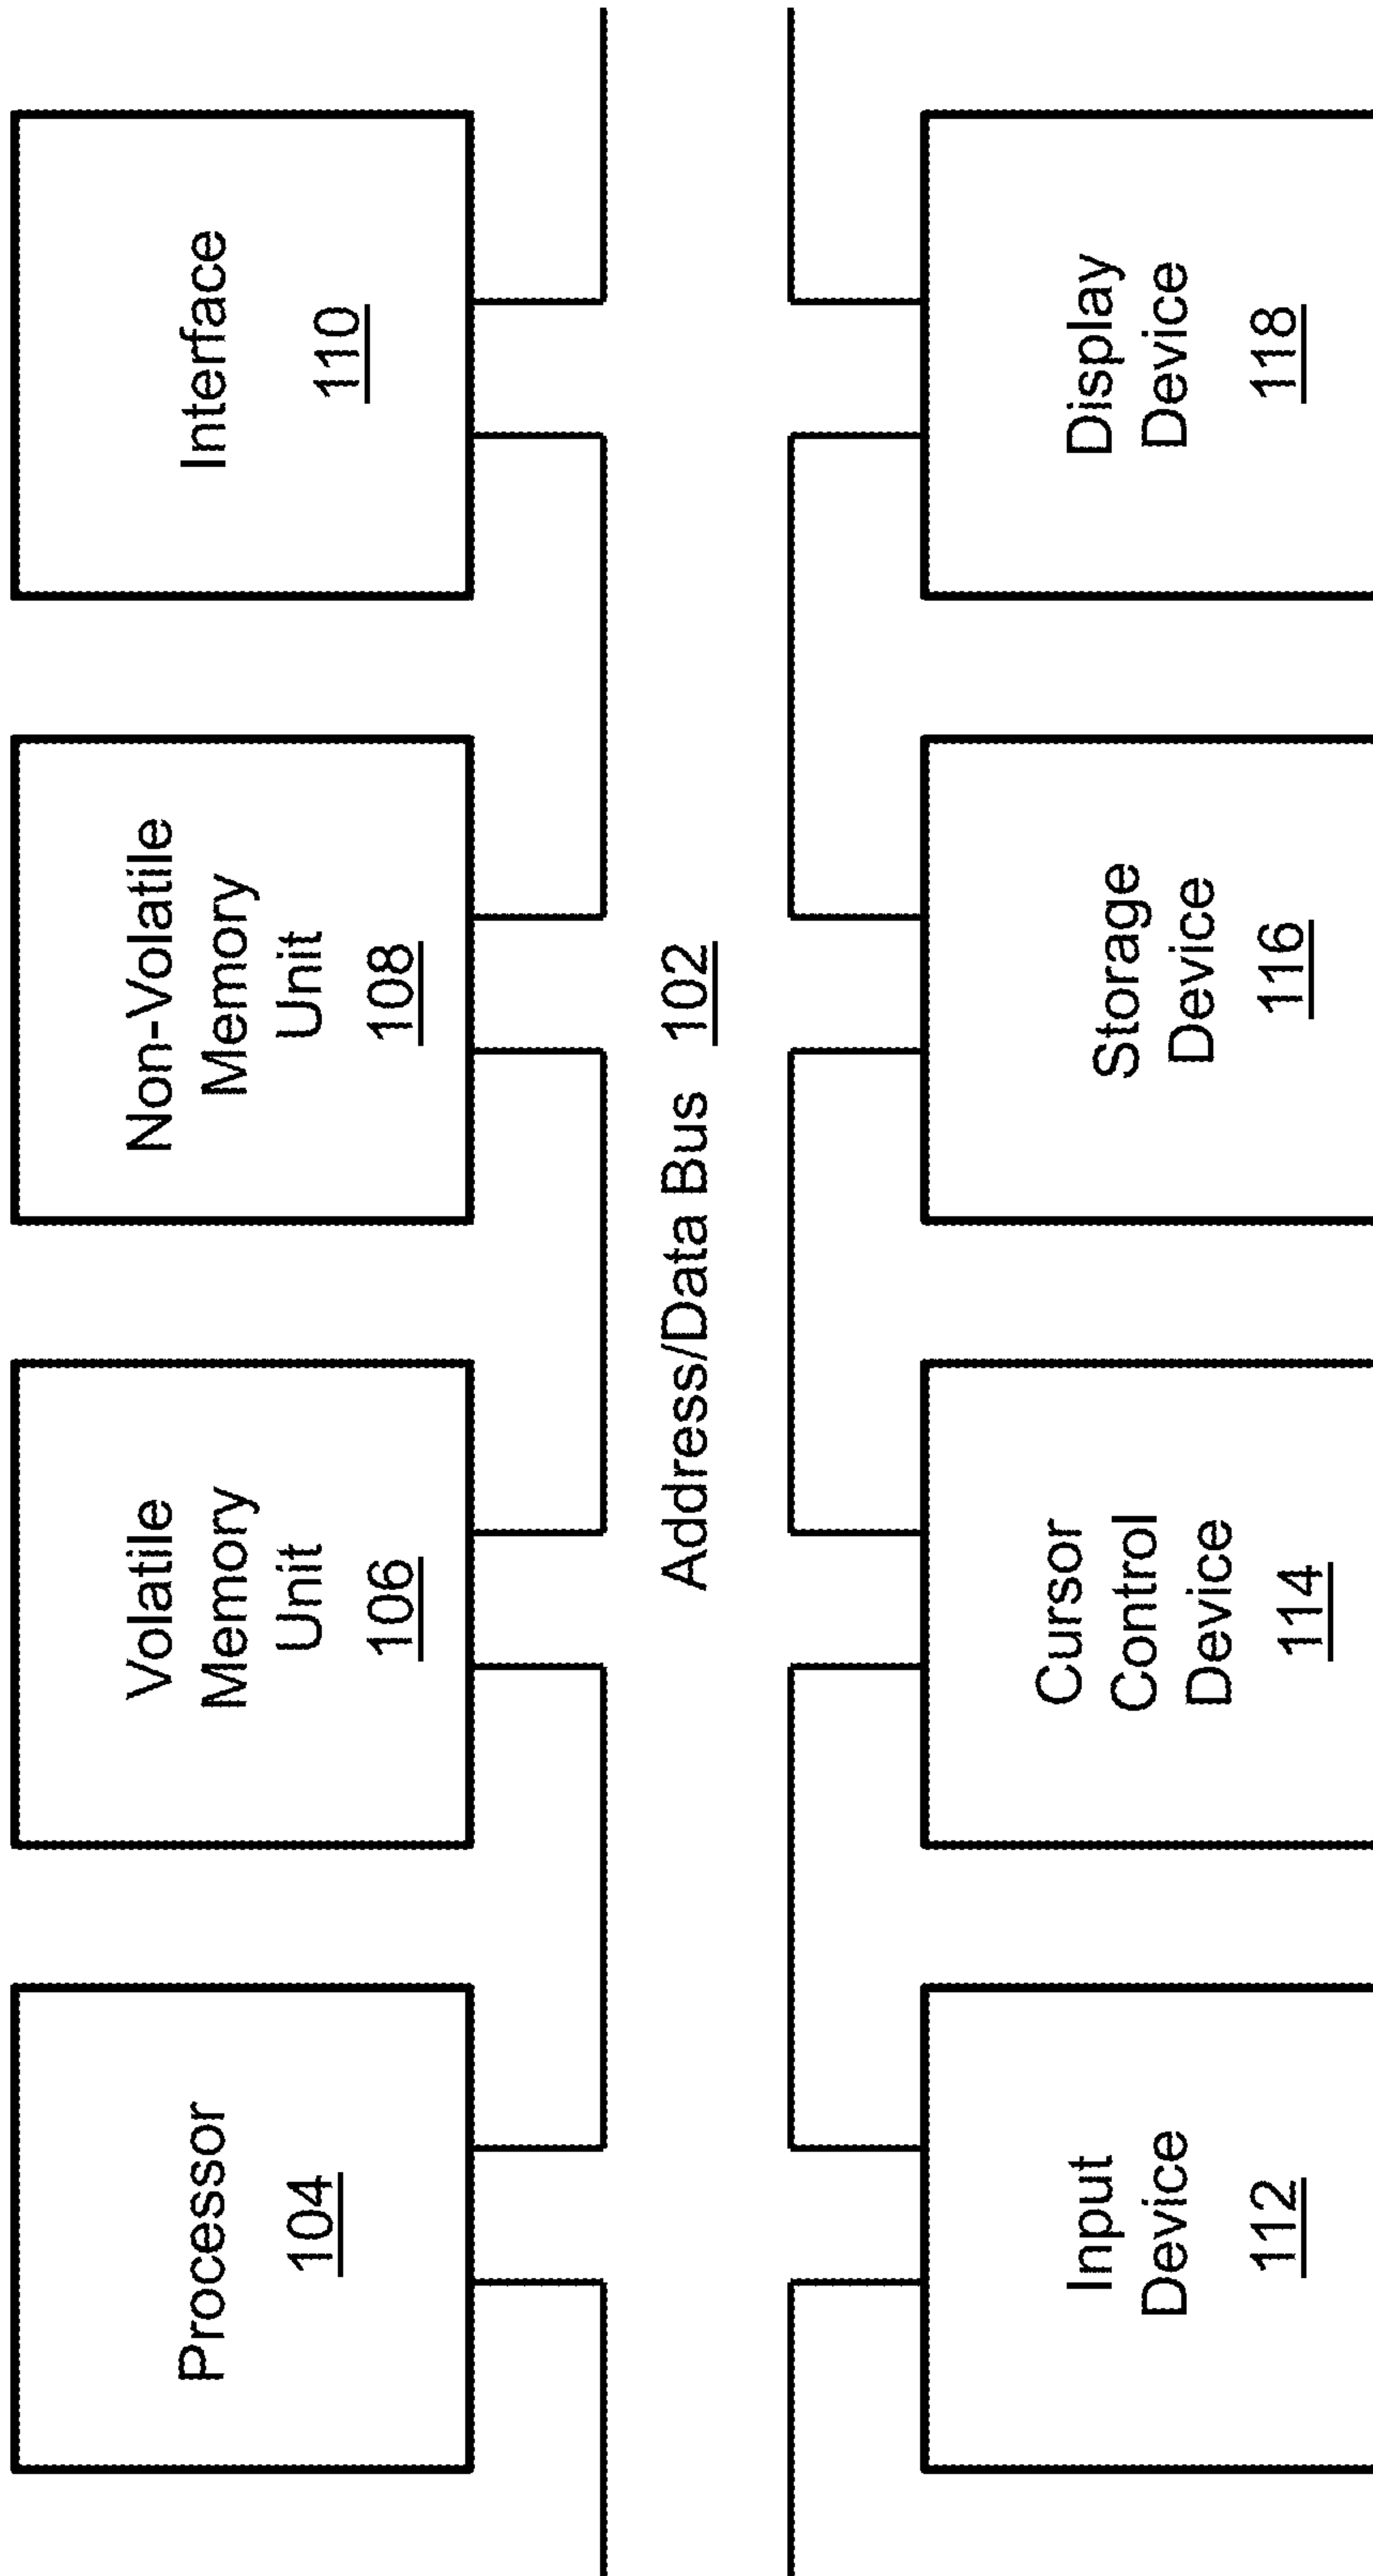 Processor
104
Volatile
Memory
Unit
106
Non-Volatile
Memory
Unit
108
Interface
110
Address/Data Bus 102
Input
Device
112
Cursor
Control
Device
114
Storage
Device
116
Display
Device
118